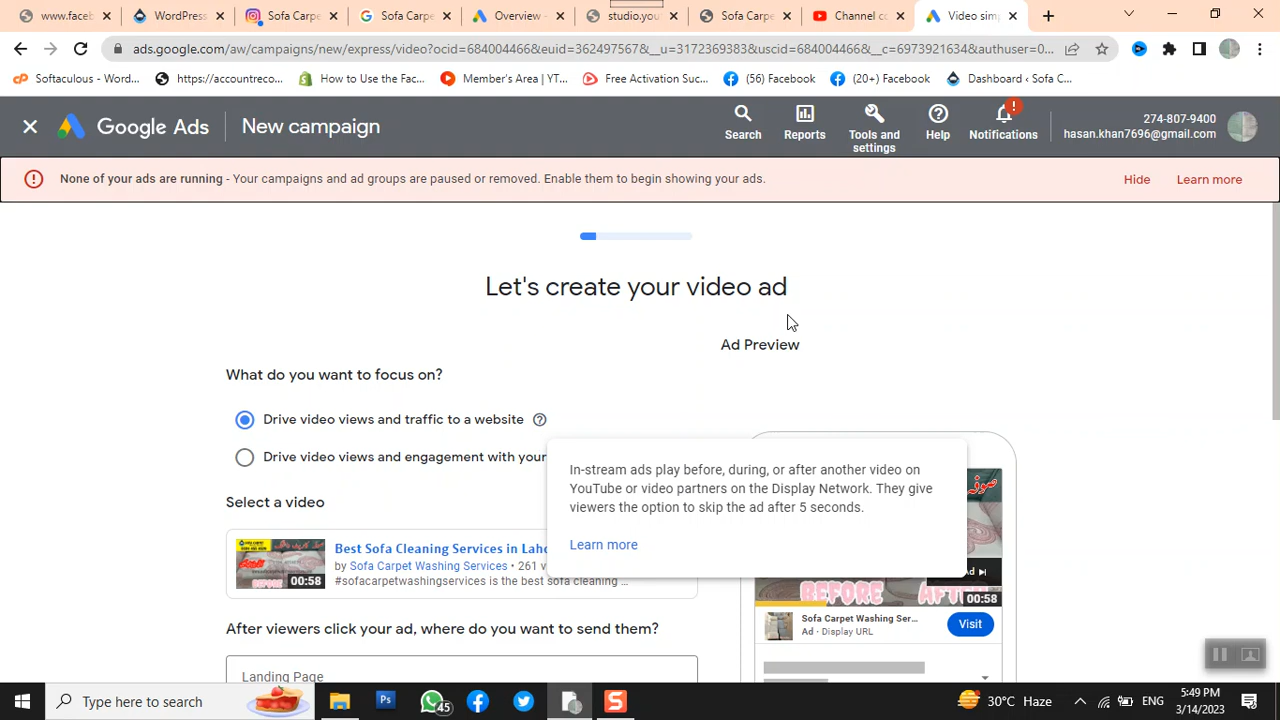 www.faceb
WordPress
Sofa Carpe
Sofa Carpe
Overview -
studio.you
Sofa Carpe
Channel co
Video sim
ads.google.com/aw/campaigns/new/express/video?ocid=684004466&euid=362497567&__u=3172369383&uscid=684004466&__c=6973921634&authuser=0...
Softaculous - Word...
https://accountreco...
How to Use the Fac...
Member's Area | YT...
Free Activation Suc...
(56) Facebook
(20+) Facebook
Dashboard ‹ Sofa C...
Google Ads
New campaign
Search
Reports
Tools and settings
Help
Notifications
274-807-9400
hasan.khan7696@gmail.com
None of your ads are running - Your campaigns and ad groups are paused or removed. Enable them to begin showing your ads.
Hide
Learn more
Let's create your video ad
Ad Preview
What do you want to focus on?
Drive video views and traffic to a website
Drive video views and engagement with your
In-stream ads play before, during, or after another video on
YouTube or video partners on the Display Network. They give
viewers the option to skip the ad after 5 seconds.
Learn more
Select a video
Best Sofa Cleaning Services in Laho
by Sofa Carpet Washing Services • 261 v
#sofacarpetwashingservices is the best sofa cleaning ...
BEFORE
00:58
صوفہ
Ad
BEFORE AFTER
00:58
Sofa Carpet Washing Ser...
Ad · Display URL
Visit
After viewers click your ad, where do you want to send them?
Landing Page
Type here to search
Ps
45
30°C Haze
ENG
5:49 PM
3/14/2023